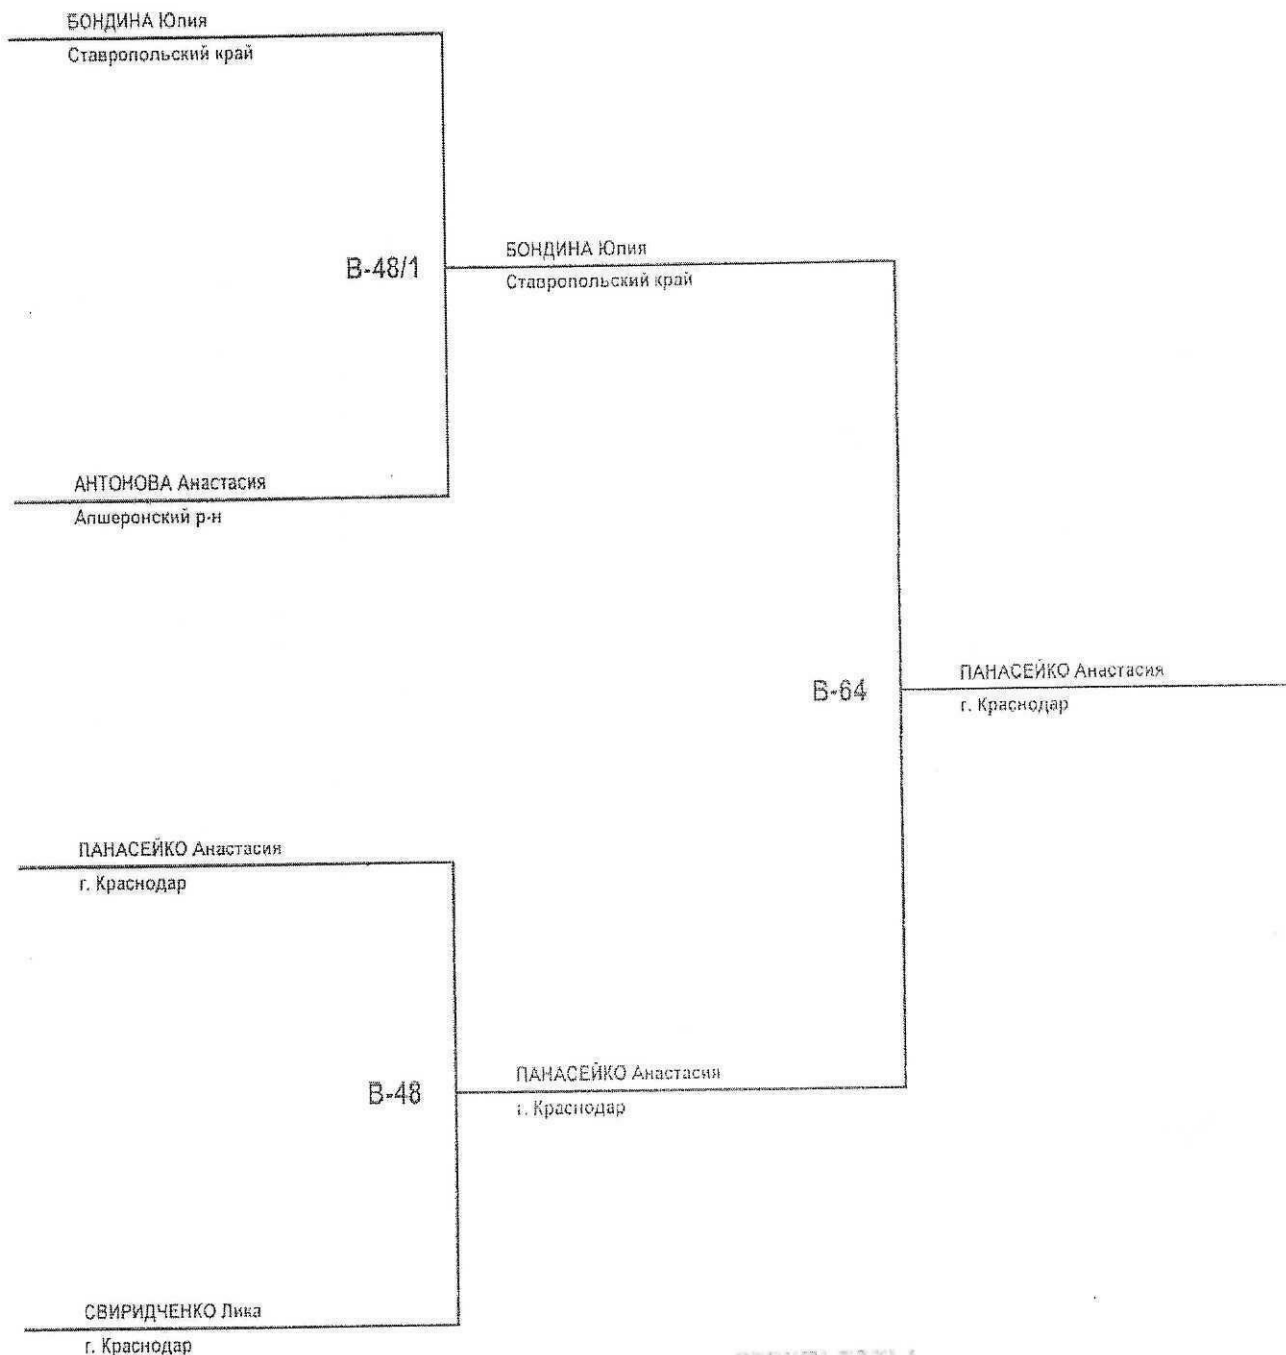 БОНДИНА Юлия
Ставропольский край
B-48/1
БОНДИНА Юлия
Ставропольский край
АНТОНОВА Анастасия
Апшеронский р-н
B-64
ПАНАСЕЙКО Анастасия
г. Краснодар
ПАНАСЕЙКО Анастасия
г. Краснодар
B-48
ПАНАСЕЙКО Анастасия
г. Краснодар
СВИРИДЧЕНКО Лика
г. Краснодар